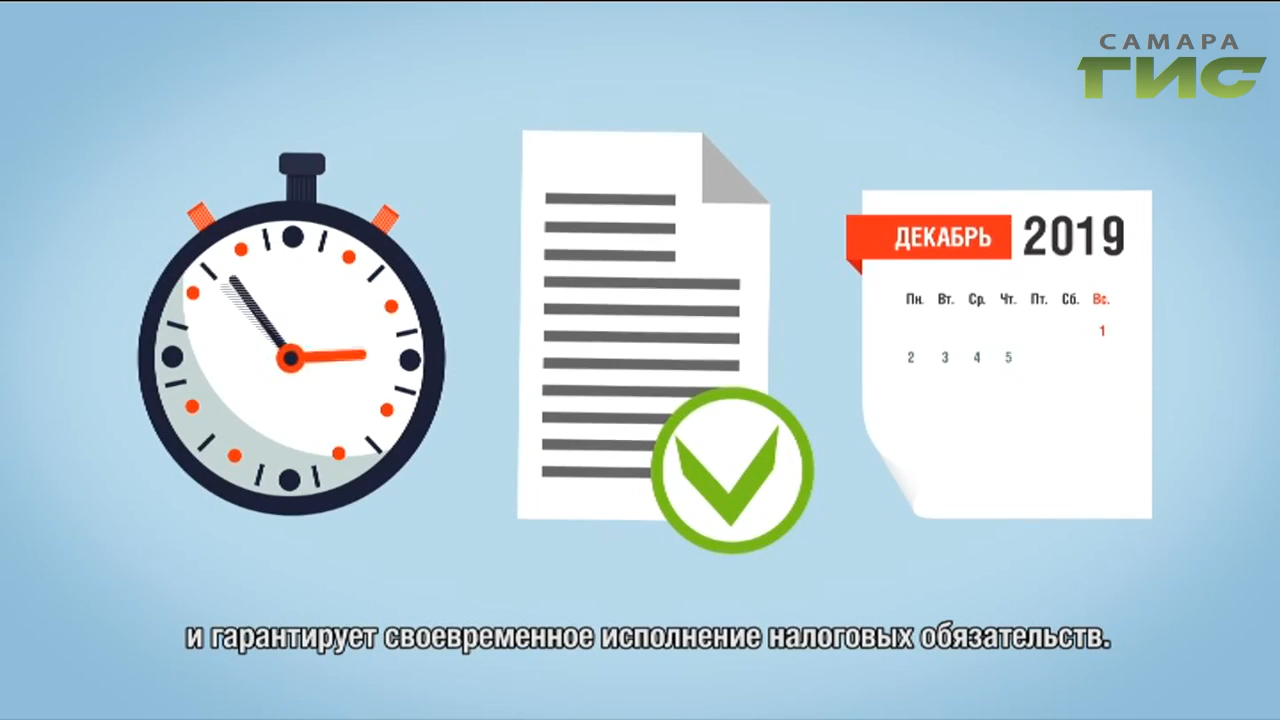 САМАРА
ГИС
ДЕКАБРЬ 2019
Пн. Вт. Ср. Чт. Пт. Сб. Вс.
1
2 3 4 5
и гарантирует своевременное исполнение налоговых обязательств.